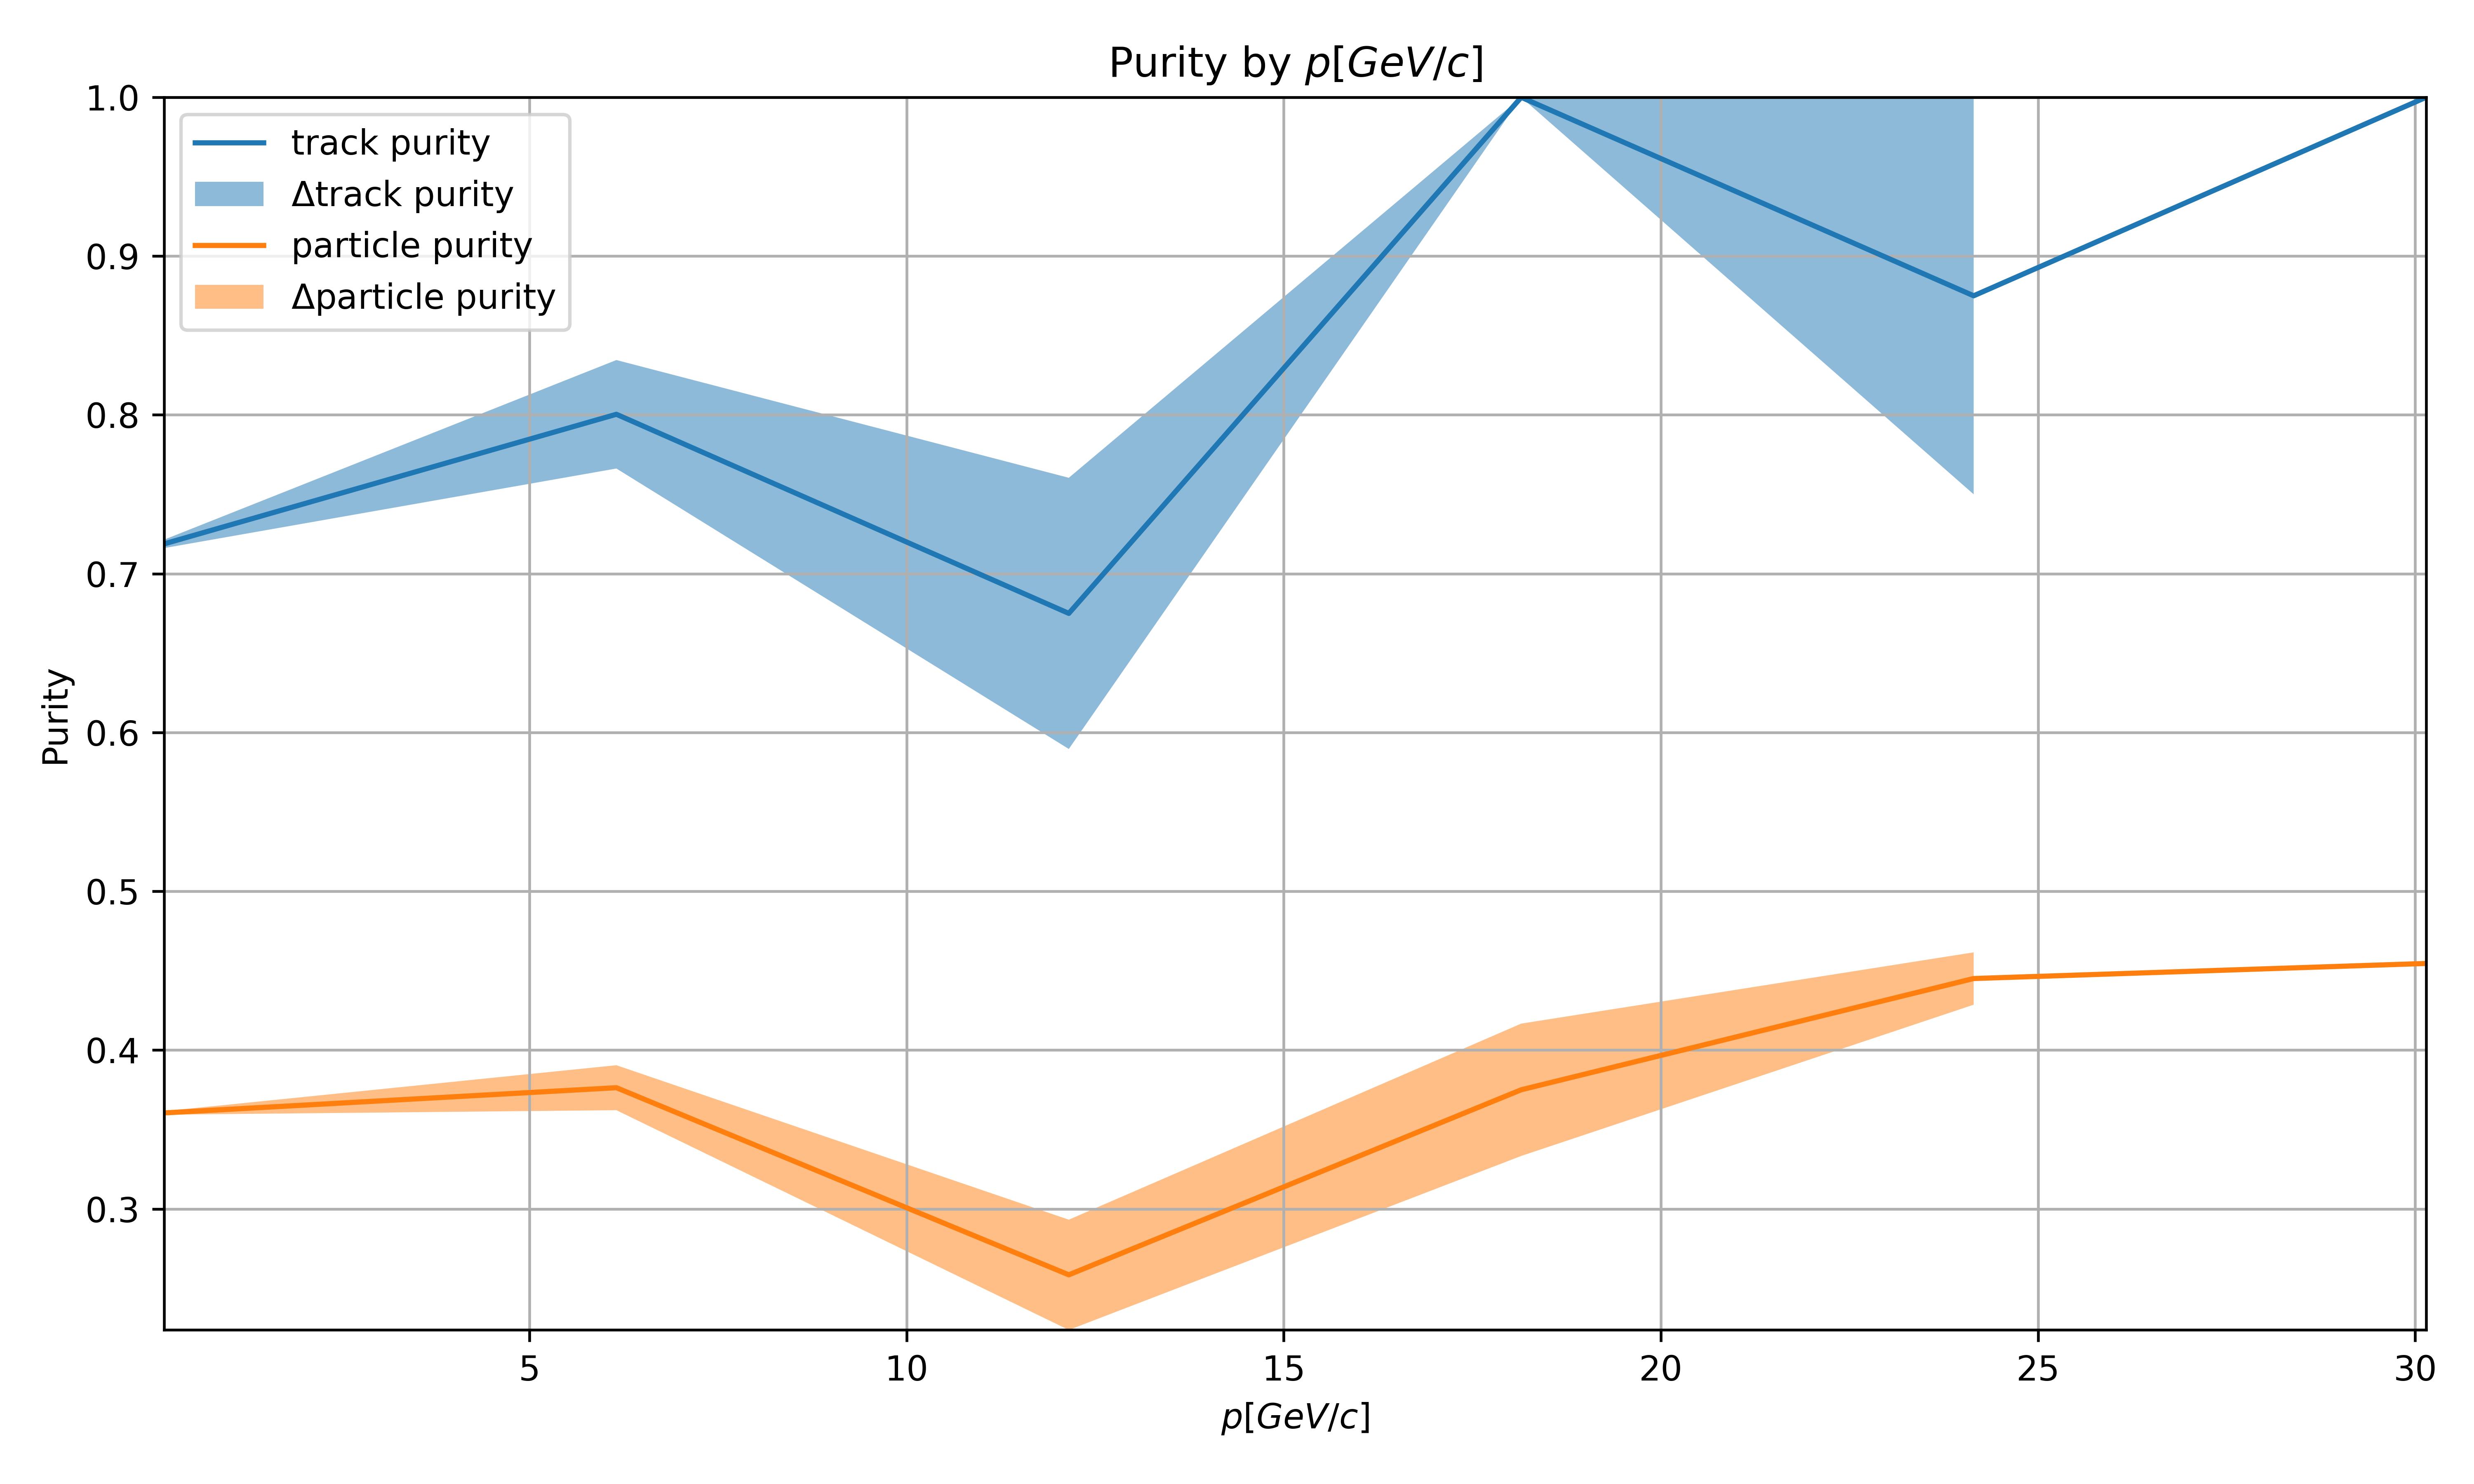 Purity by p[GeV/c]
track purity
Δtrack purity
particle purity
Δparticle purity
1.0
0.9
0.8
0.7
0.6
0.5
0.4
0.3
Purity
5 10 15 20 25 30
p[GeV/c]